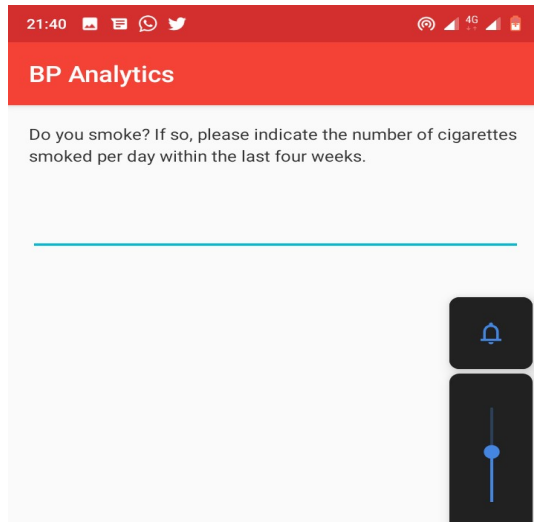 21:40
4G
BP Analytics
Do you smoke? If so, please indicate the number of cigarettes
smoked per day within the last four weeks.